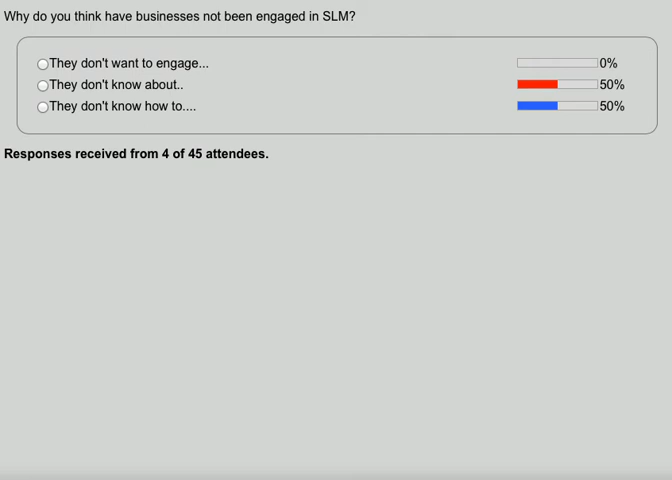 Why do you think have businesses not been engaged in SLM?
They don't want to engage... 0%
They don't know about.. 50%
They don't know how to.... 50%
Responses received from 4 of 45 attendees.